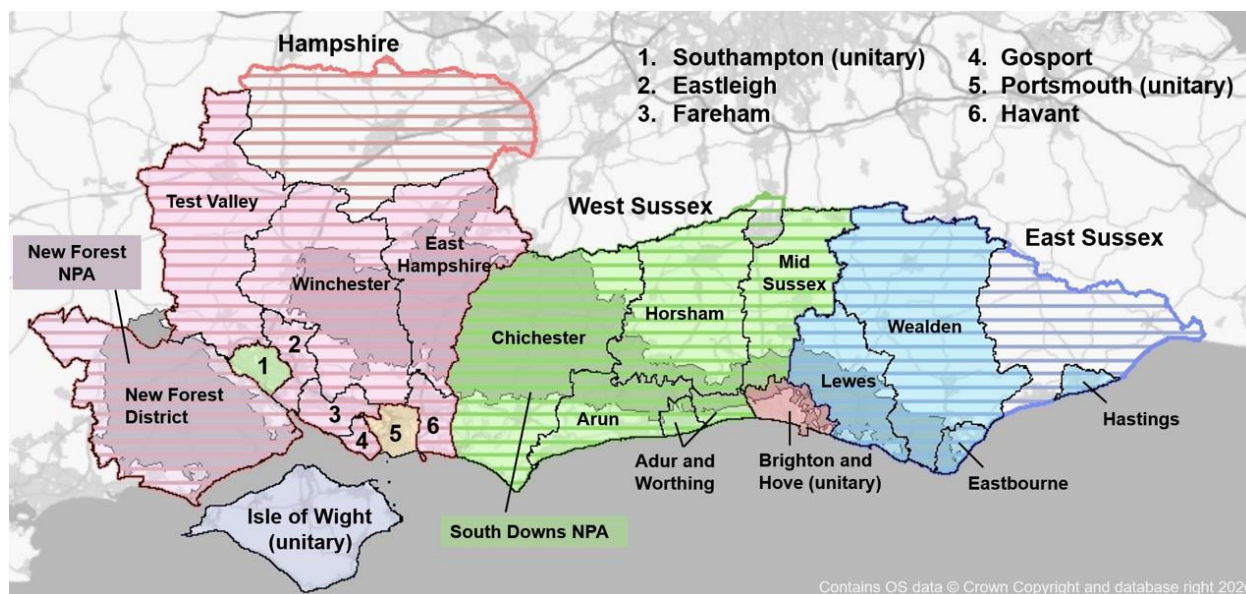 Hampshire
1. Southampton (unitary)
2. Eastleigh
3. Fareham
4. Gosport
5. Portsmouth (unitary)
6. Havant
Test Valley
West Sussex
East Sussex
New Forest
NPA
East
Hampshire
Winchester
Mid
Sussex
Horsham
Wealden
Chichester
1
2
New Forest
District
3
4
5
6
Lewes
Arun
Hastings
Adur and
Worthing
Brighton and
Hove (unitary)
Eastbourne
Isle of Wight
(unitary)
South Downs NPA
Contains OS data © Crown Copyright and database right